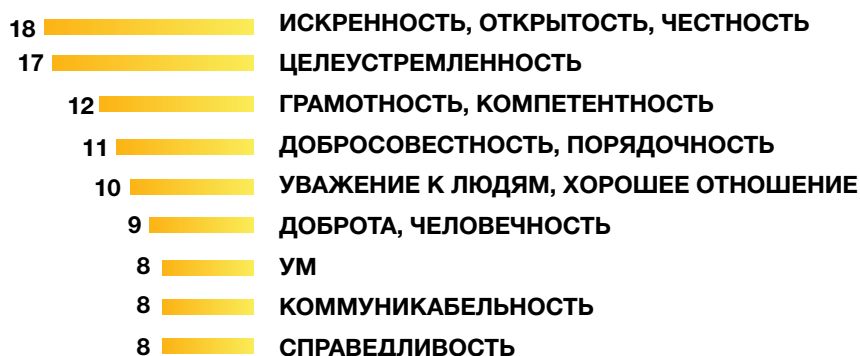 18 ИСКРЕННОСТЬ, ОТКРЫТОСТЬ, ЧЕСТНОСТЬ
17 ЦЕЛЕУСТРЕМЛЕННОСТЬ
12 ГРАМОТНОСТЬ, КОМПЕТЕНТНОСТЬ
11 ДОБРОСОВЕСТНОСТЬ, ПОРЯДОЧНОСТЬ
10 УВАЖЕНИЕ К ЛЮДЯМ, ХОРОШЕЕ ОТНОШЕНИЕ
9 ДОБРОТА, ЧЕЛОВЕЧНОСТЬ
8 УМ
8 КОММУНИКАБЕЛЬНОСТЬ
8 СПРАВЕДЛИВОСТЬ